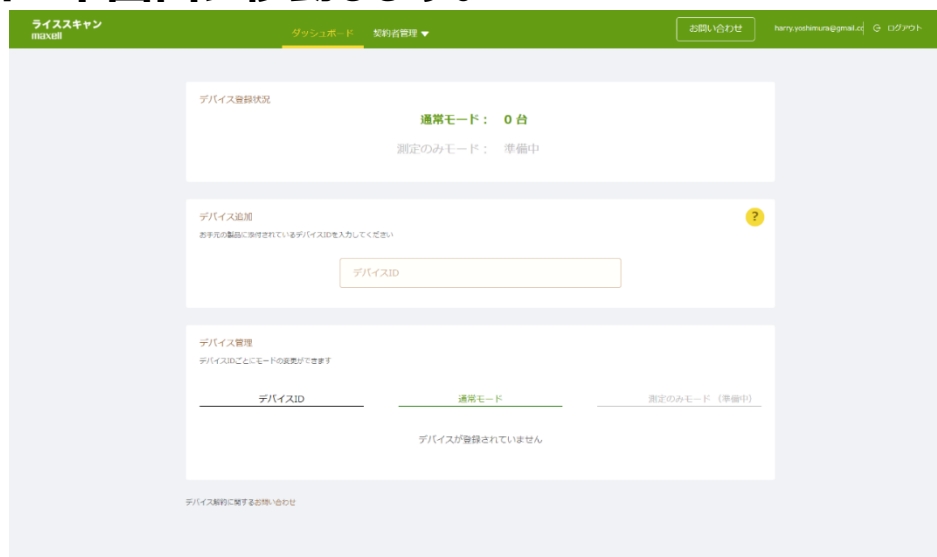 ライススキャン
maxell
ダッシュボード
契約者管理 ▼
お問い合わせ
harry.yoshimura@gmail.cc
ログアウト
デバイス登録状況
通常モード： 0 台
測定のみモード： 準備中
デバイス追加
?
お手元の製品に添付されているデバイスIDを入力してください
デバイスID
デバイス管理
デバイスIDごとにモードの変更ができます
デバイスID
通常モード
測定のみモード （準備中）
デバイスが登録されていません
デバイス解約に関するお問い合わせ